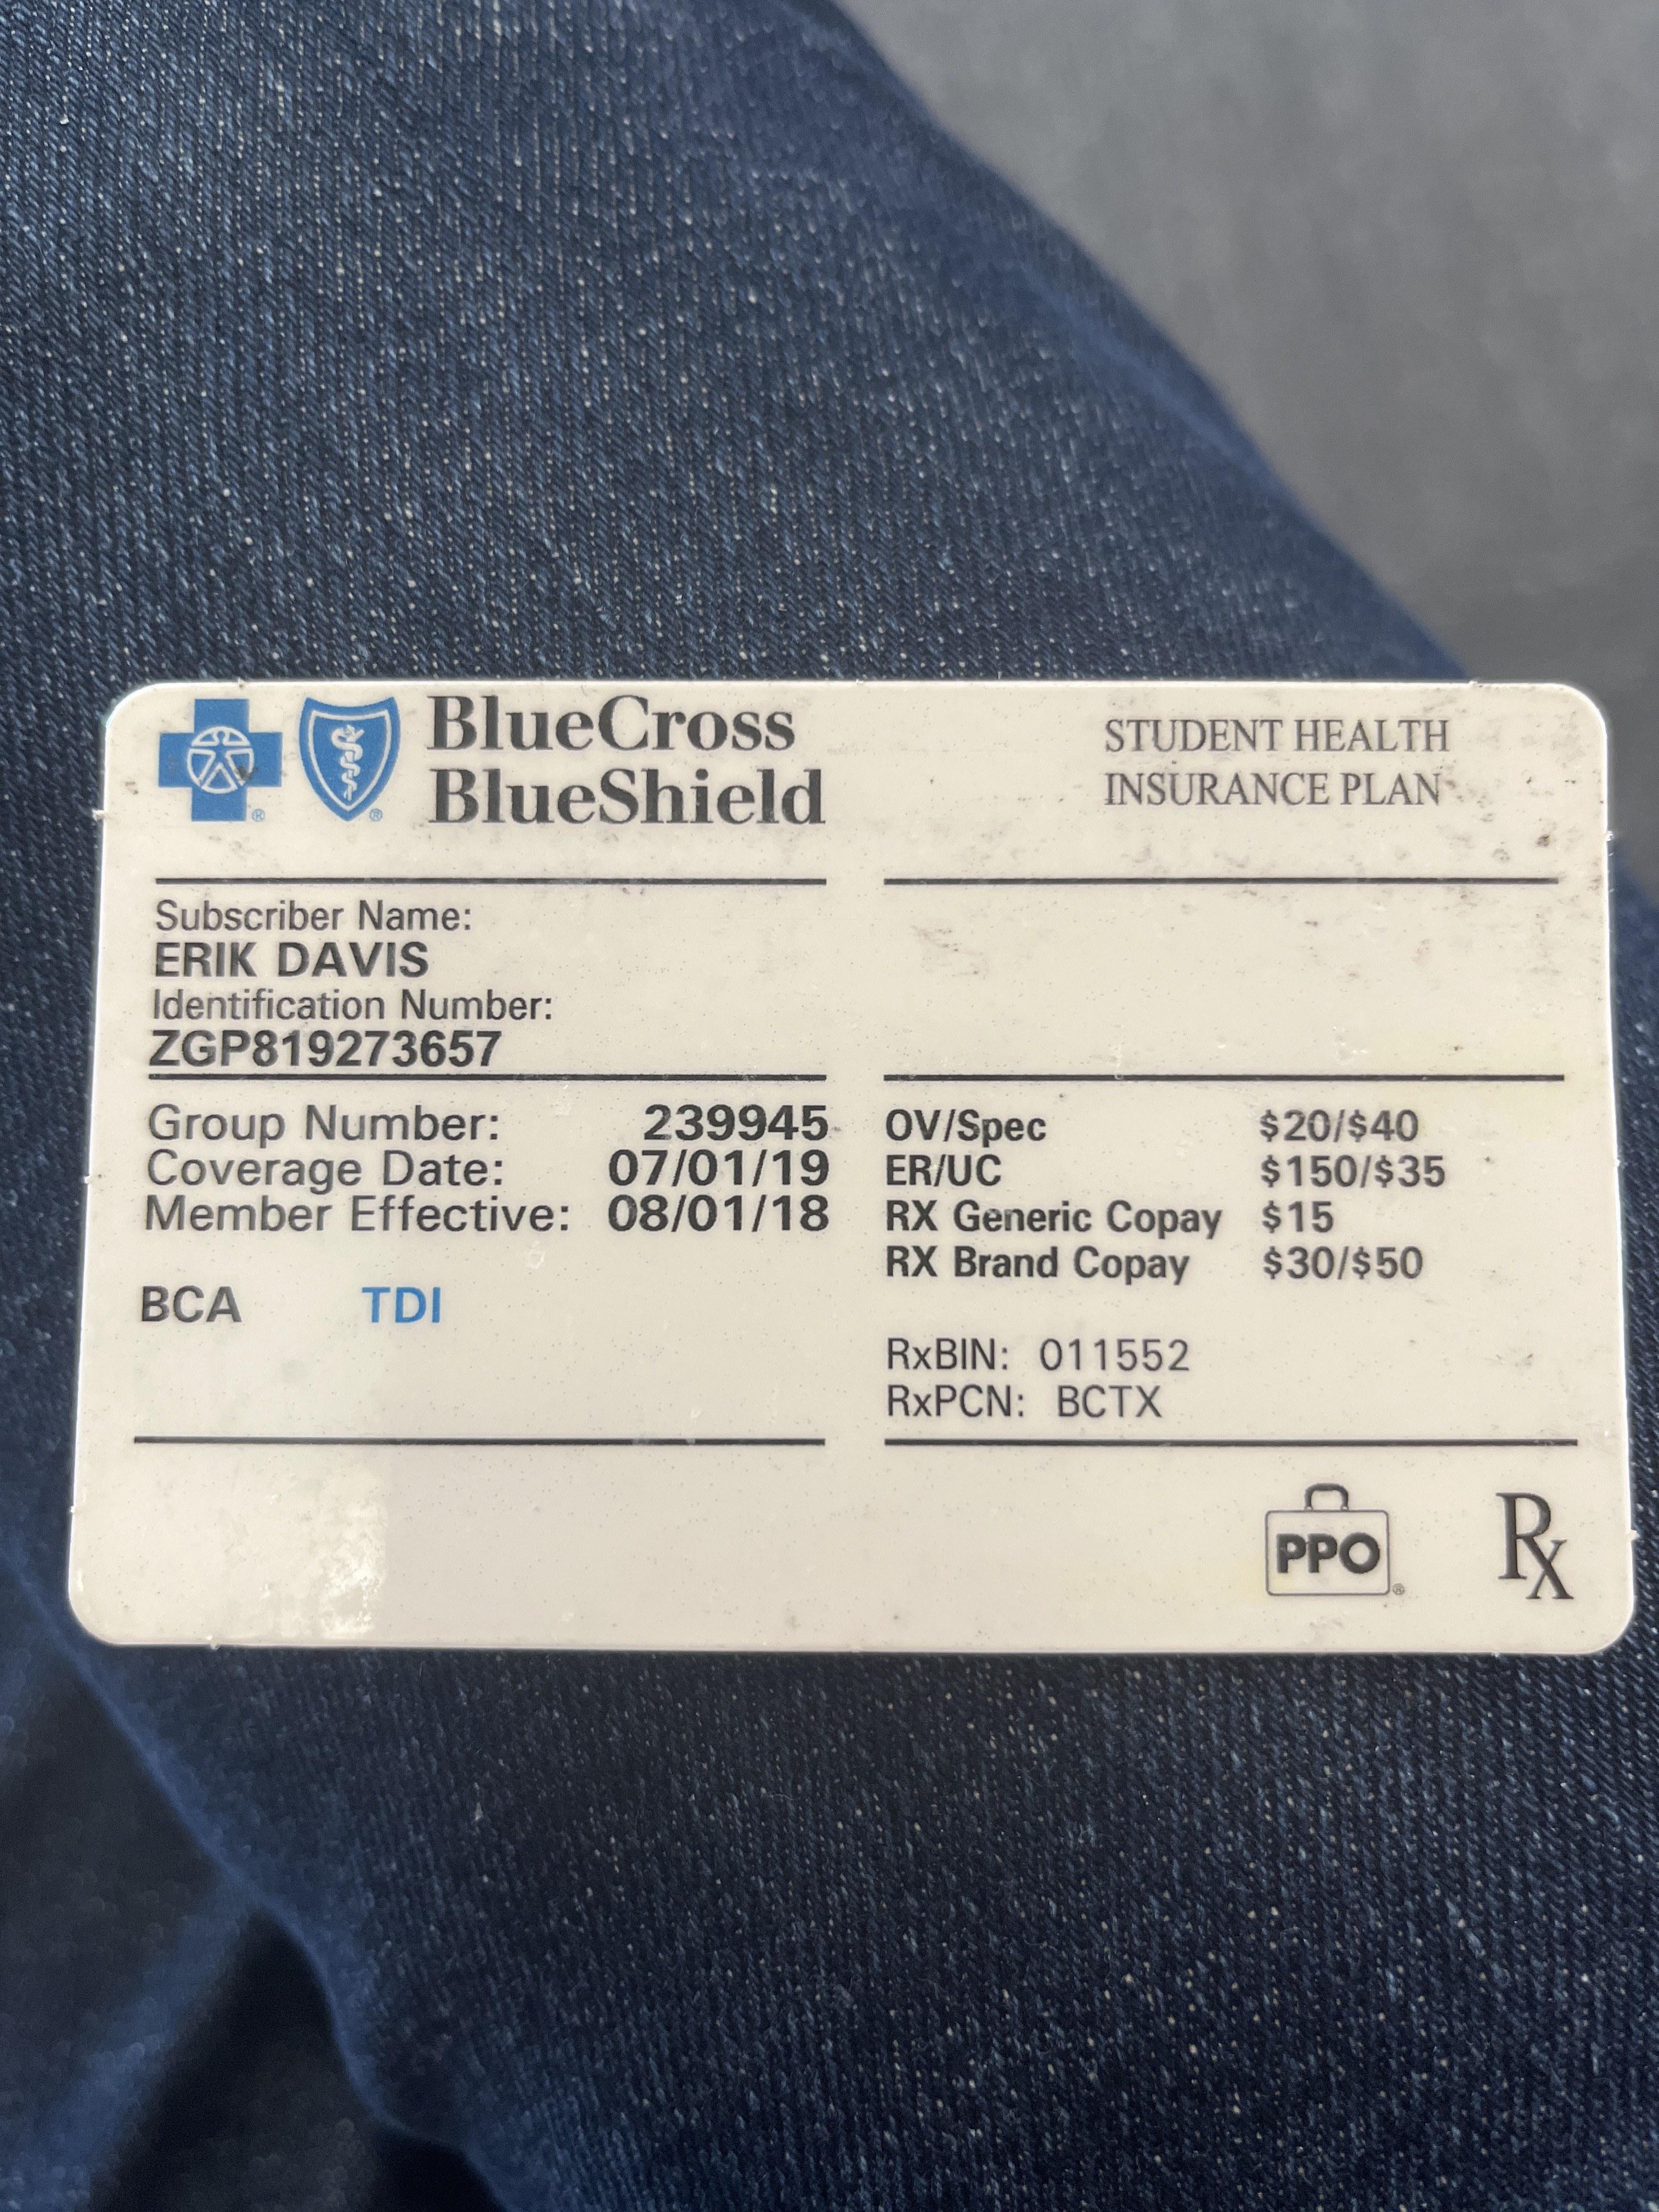 BlueCross
BlueShield
STUDENT HEALTH
INSURANCE PLAN
Subscriber Name:
ERIK DAVIS
Identification Number:
ZGP819273657
Group Number: 239945
Coverage Date: 07/01/19
Member Effective: 08/01/18
BCA TDI
OV/Spec $20/$40
ER/UC $150/$35
RX Generic Copay $15
RX Brand Copay $30/$50
RxBIN: 011552
RxPCN: BCTX
PPO ®
Rx